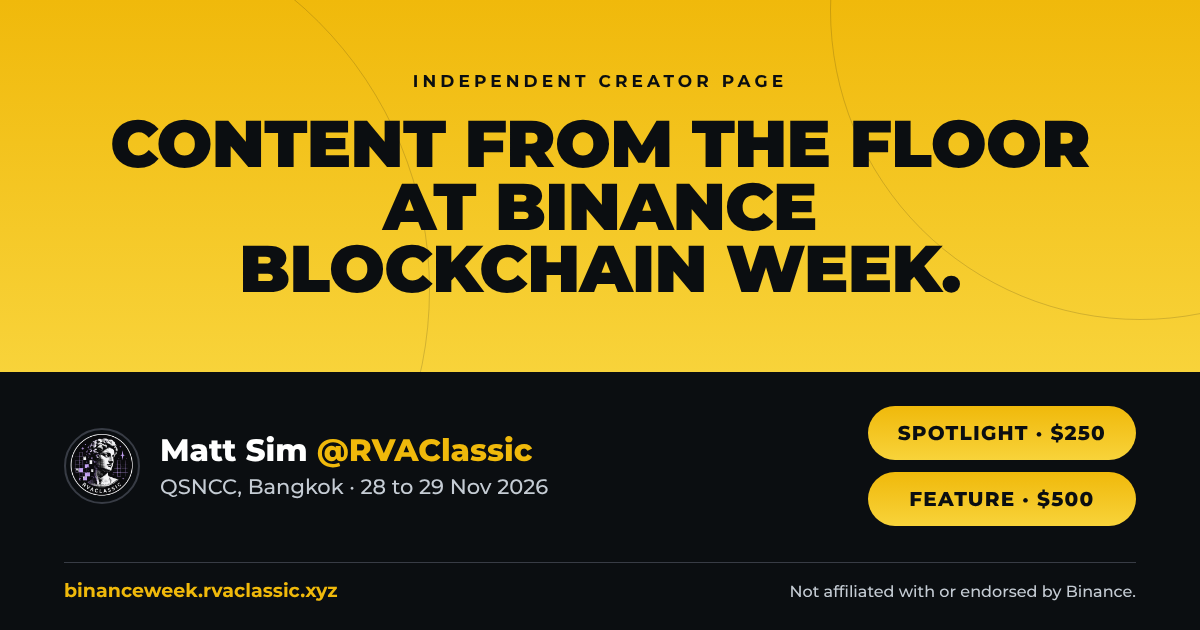 INDEPENDENT CREATOR PAGE
CONTENT FROM THE FLOOR
AT BINANCE
BLOCKCHAIN WEEK.
RVACLASSIC
Matt Sim @RVAClassic
QSNCC, Bangkok · 28 to 29 Nov 2026
SPOTLIGHT · $250
FEATURE · $500
binanceweek.rvaclassic.xyz
Not affiliated with or endorsed by Binance.